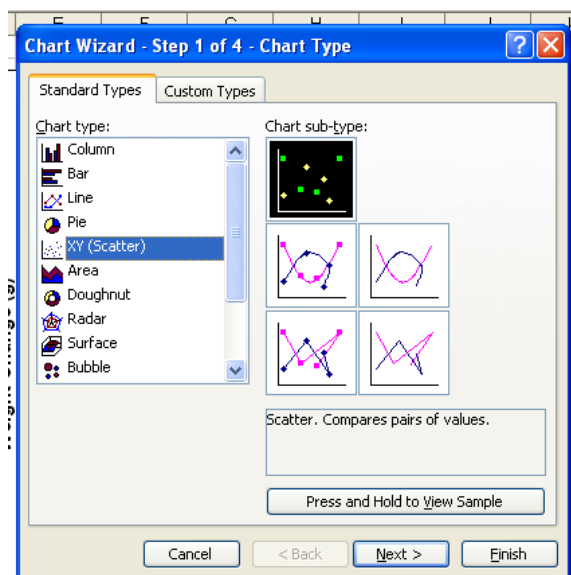 Chart Wizard - Step 1 of 4 - Chart Type
Standard Types
Custom Types
Chart type:
Column
Bar
Line
Pie
XY (Scatter)
Area
Doughnut
Radar
Surface
Bubble
Chart sub-type:
Scatter. Compares pairs of values.
Press and Hold to View Sample
Cancel
< Back
Next >
Finish